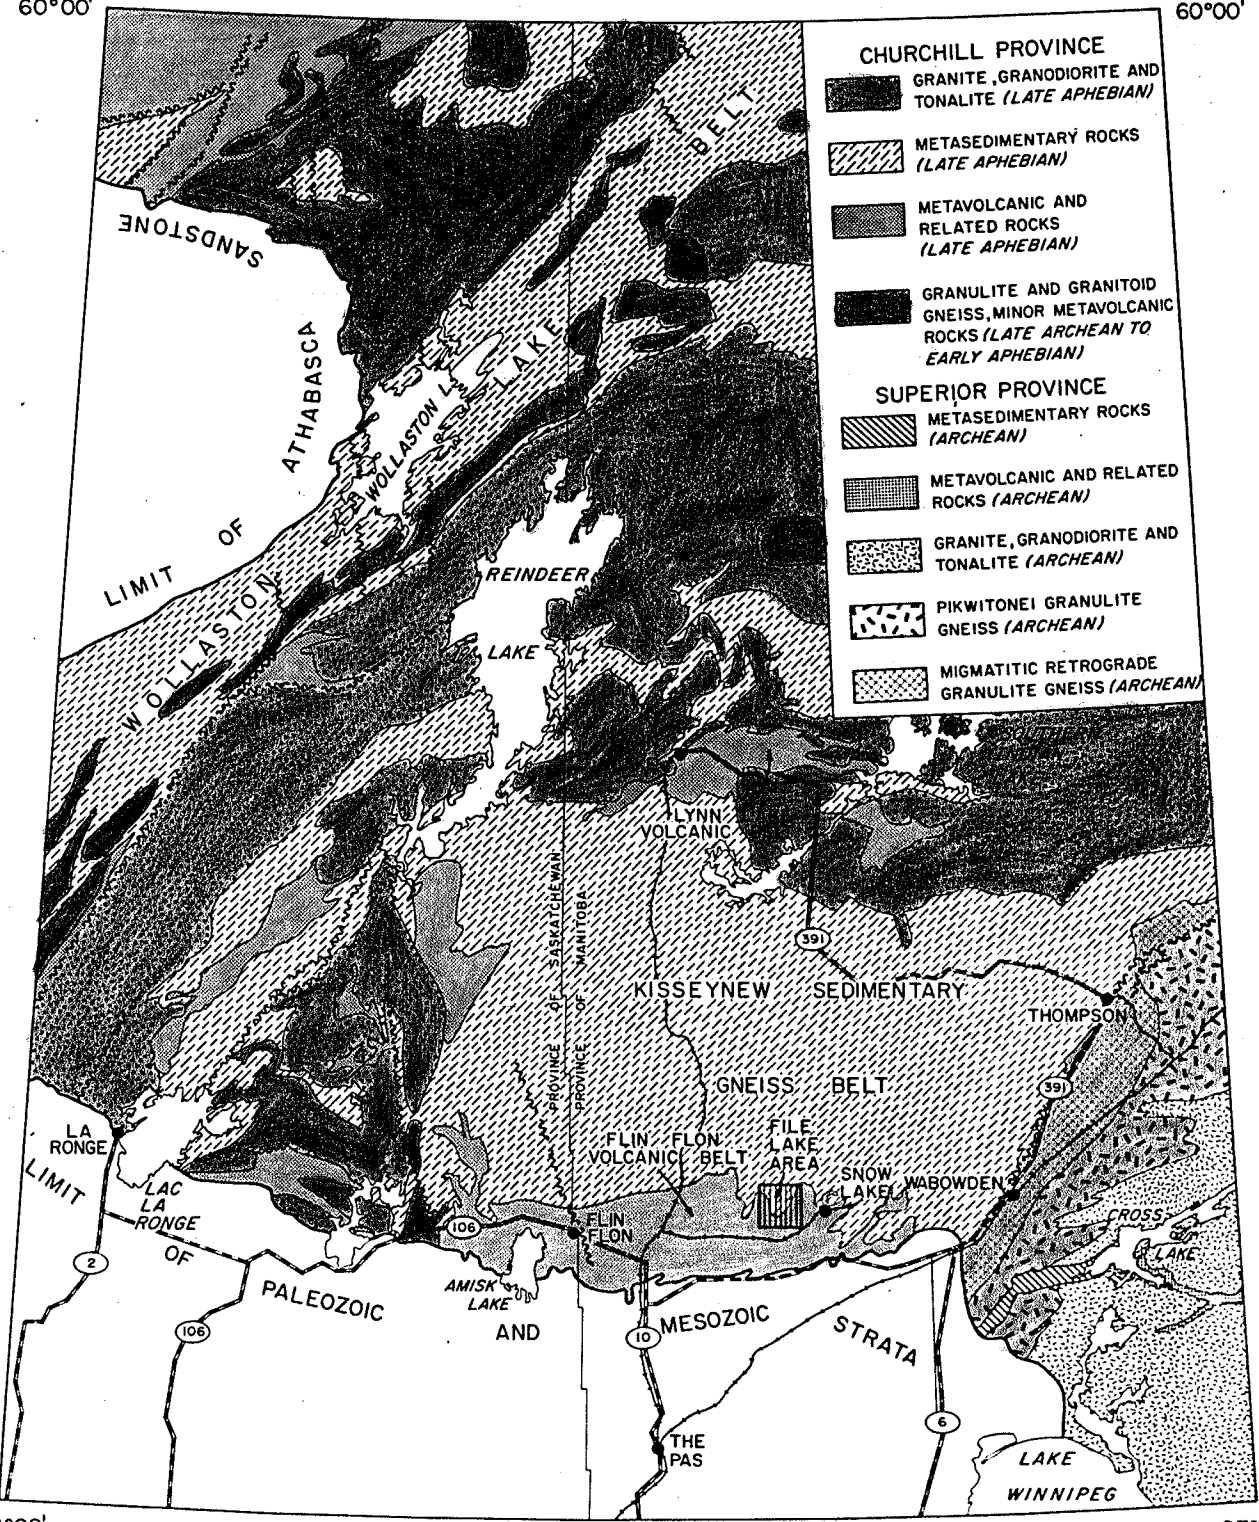 60°00'
60°00'
CHURCHILL PROVINCE
GRANITE, GRANODIORITE AND
TONALITE (LATE APHEBIAN)
METASEDIMENTARY ROCKS
(LATE APHEBIAN)
METAVOLCANIC AND
RELATED ROCKS
(LATE APHEBIAN)
GRANULITE AND GRANITOID
GNEISS, MINOR METAVOLCANIC
ROCKS (LATE ARCHEAN TO
EARLY APHEBIAN)
SUPERIOR PROVINCE
METASEDIMENTARY ROCKS
(ARCHEAN)
METAVOLCANIC AND RELATED
ROCKS (ARCHEAN)
GRANITE, GRANODIORITE AND
TONALITE (ARCHEAN)
PIKWITONEI GRANULITE
GNEISS (ARCHEAN)
MIGMATITIC RETROGRADE
GRANULITE GNEISS (ARCHEAN)
LIMIT OF ATHABASCA SANDSTONE
WOLLASTON LAKE BELT
WOLLASTON L.
REINDEER
LAKE
SOUTHERN
LYNN
VOLCANIC
391
PROVINCE OF SASKATCHEWAN
PROVINCE OF MANITOBA
KISSEYNEW SEDIMENTARY
GNEISS BELT
THOMPSON
391
LA
RONGE
LAC
LA
RONGE
FLIN FLON
VOLCANIC BELT
FILE
LAKE
AREA
SNOW
LAKE
WABOWDEN
CROSS
LAKE
106
FLIN
FLON
AMISK
LAKE
LIMIT OF PALEOZOIC AND MESOZOIC STRATA
2
106
10
6
THE
PAS
LAKE
WINNIPEG